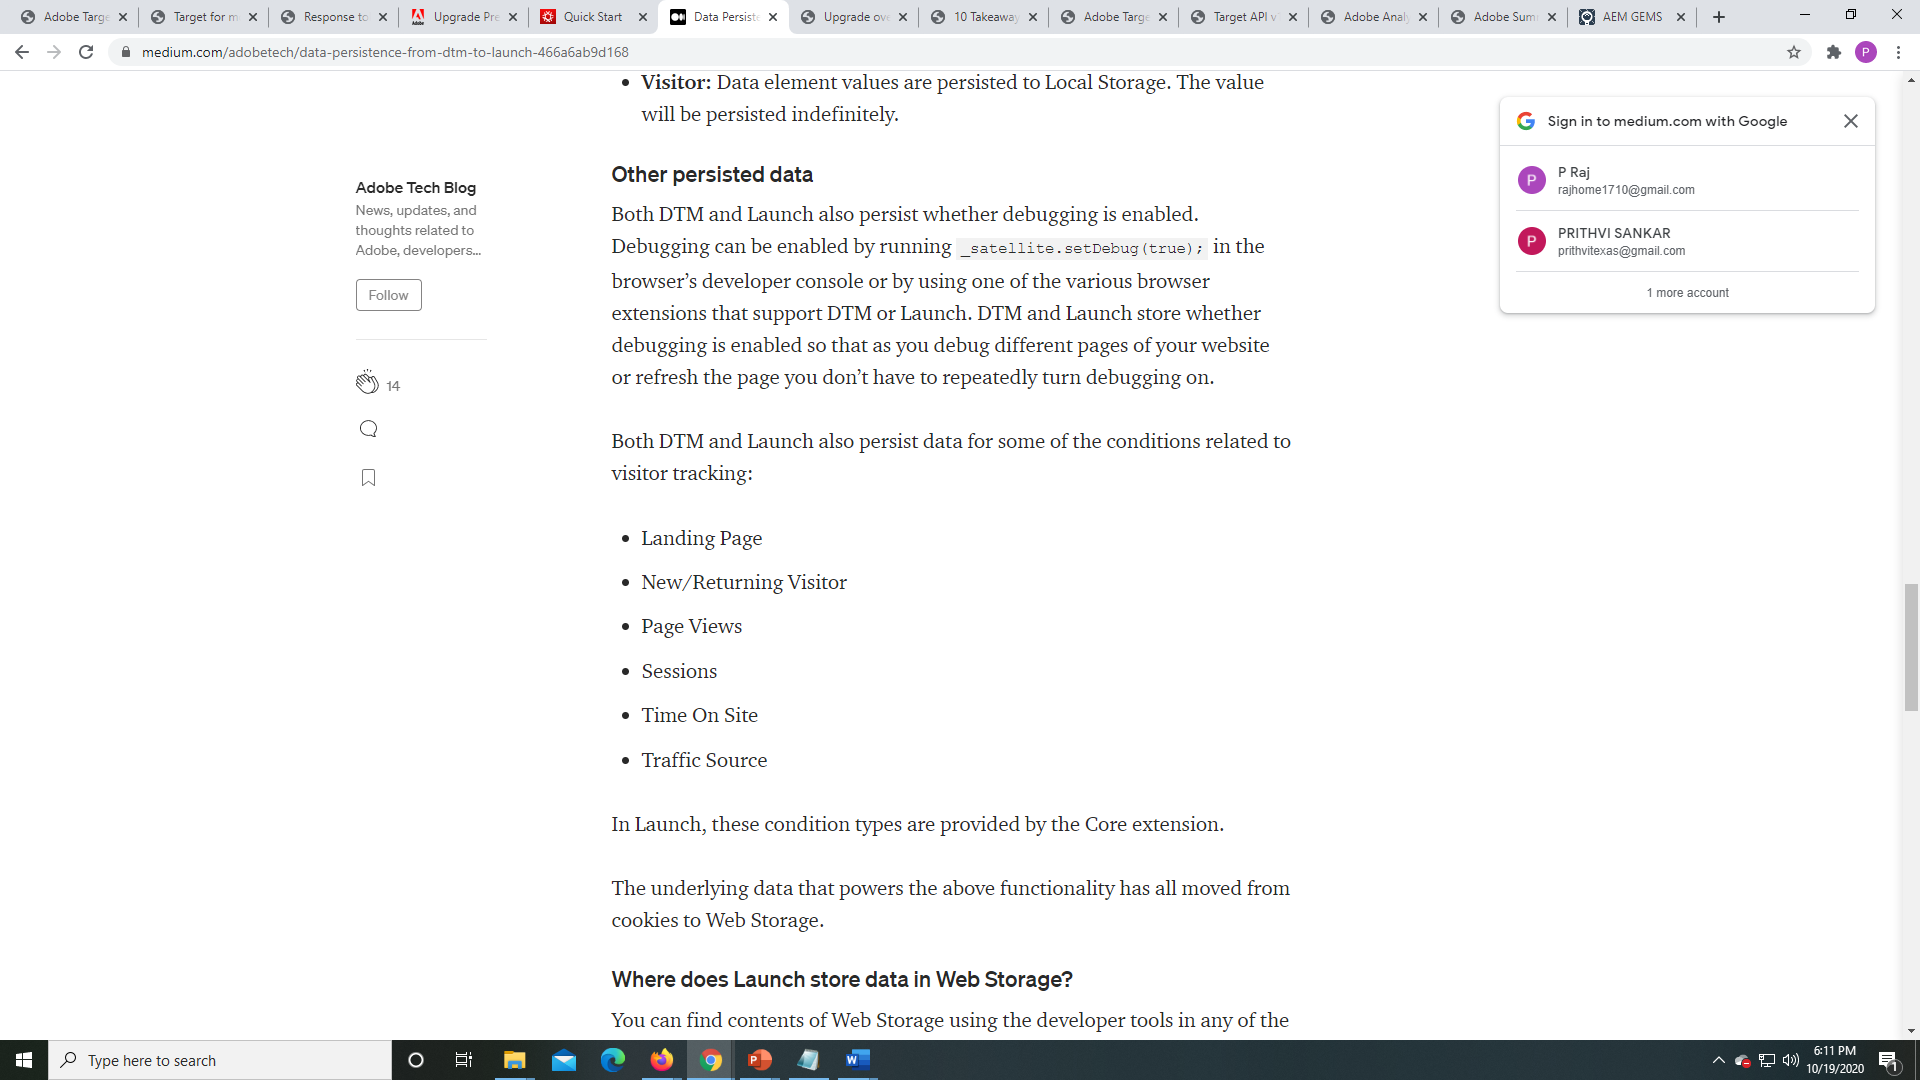 Adobe Targe
Target for m
Response to
Upgrade Pre
Quick Start
Data Persiste
Upgrade ove
10 Takeaway
Adobe Targe
Target API v
Adobe Analy
Adobe Sum
AEM GEMS
medium.com/adobetech/data-persistence-from-dtm-to-launch-466a6ab9d168
P
Visitor: Data element values are persisted to Local Storage. The value
will be persisted indefinitely.
Sign in to medium.com with Google
P
P Raj
rajhome1710@gmail.com
P
PRITHVI SANKAR
prithvitexas@gmail.com
1 more account
Adobe Tech Blog
News, updates, and
thoughts related to
Adobe, developers...
Follow
14
Other persisted data
Both DTM and Launch also persist whether debugging is enabled.
Debugging can be enabled by running _satellite.setDebug(true); in the
browser’s developer console or by using one of the various browser
extensions that support DTM or Launch. DTM and Launch store whether
debugging is enabled so that as you debug different pages of your website
or refresh the page you don’t have to repeatedly turn debugging on.
Both DTM and Launch also persist data for some of the conditions related to
visitor tracking:
Landing Page
New/Returning Visitor
Page Views
Sessions
Time On Site
Traffic Source
In Launch, these condition types are provided by the Core extension.
The underlying data that powers the above functionality has all moved from
cookies to Web Storage.
Where does Launch store data in Web Storage?
You can find contents of Web Storage using the developer tools in any of the
Type here to search
6:11 PM
10/19/2020
1